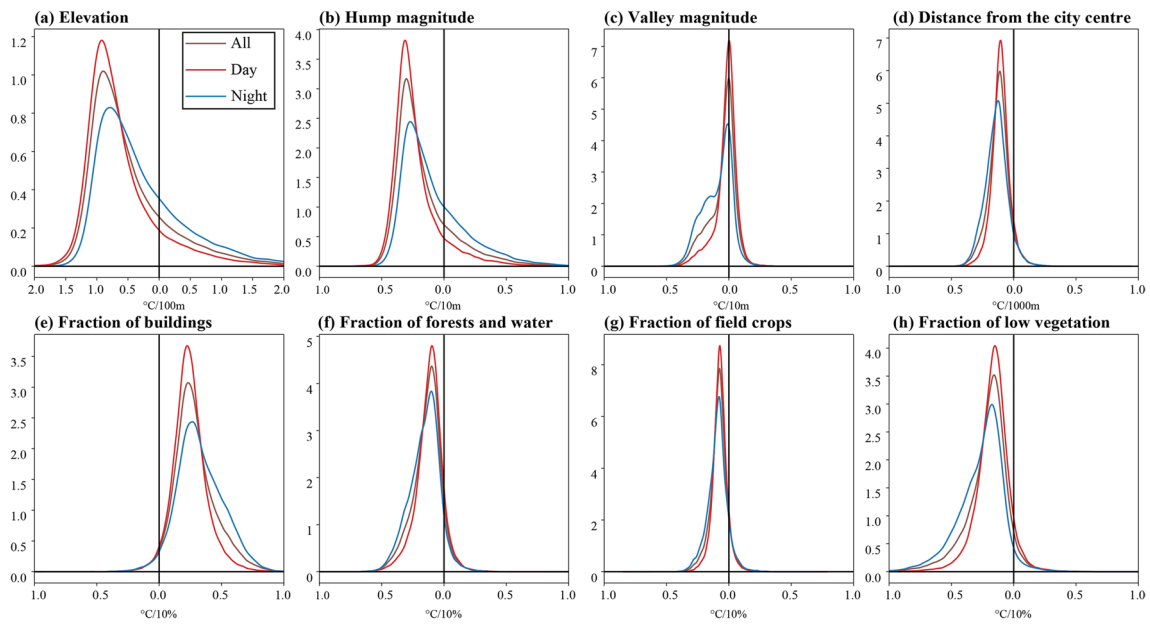 (a) Elevation
(b) Hump magnitude
(c) Valley magnitude
(d) Distance from the city centre
All
Day
Night
1.2
1.0
0.8
0.6
0.4
0.2
0.0
2.0 1.0 1.0 0.5 0.0 0.5 1.0 1.0 2.0
°C/100m
4.0
3.5
3.0
2.5
2.0
1.5
1.0
0.5
0.0
1.0 0.5 0.0 0.5 1.0
°C/10m
7
6
5
4
3
2
1
0
1.0 0.5 0.0 0.5 1.0
°C/10m
7
6
5
4
3
2
1
0
1.0 0.5 0.0 0.5 1.0
°C/1000m
(e) Fraction of buildings
(f) Fraction of forests and water
(g) Fraction of field crops
(h) Fraction of low vegetation
3.5
3.0
2.5
2.0
1.5
1.0
0.5
0.0
1.0 0.5 0.0 0.5 1.0
°C/10%
5
4
3
2
1
0
1.0 0.5 0.0 0.5 1.0
°C/10%
8
6
4
2
0
1.0 0.5 0.0 0.5 1.0
°C/10%
4.0
3.5
3.0
2.5
2.0
1.5
1.0
0.5
0.0
1.0 0.5 0.0 0.5 1.0
°C/10%